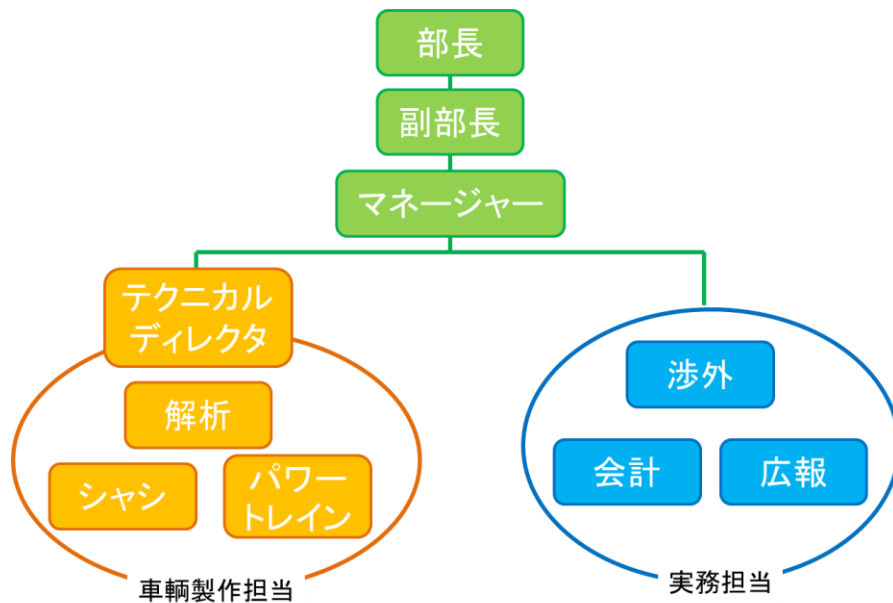 部長
副部長
マネージャー
テクニカル
ディレクタ
解析
シャシ
パワー
トレイン
車輌製作担当
渉外
会計
広報
実務担当